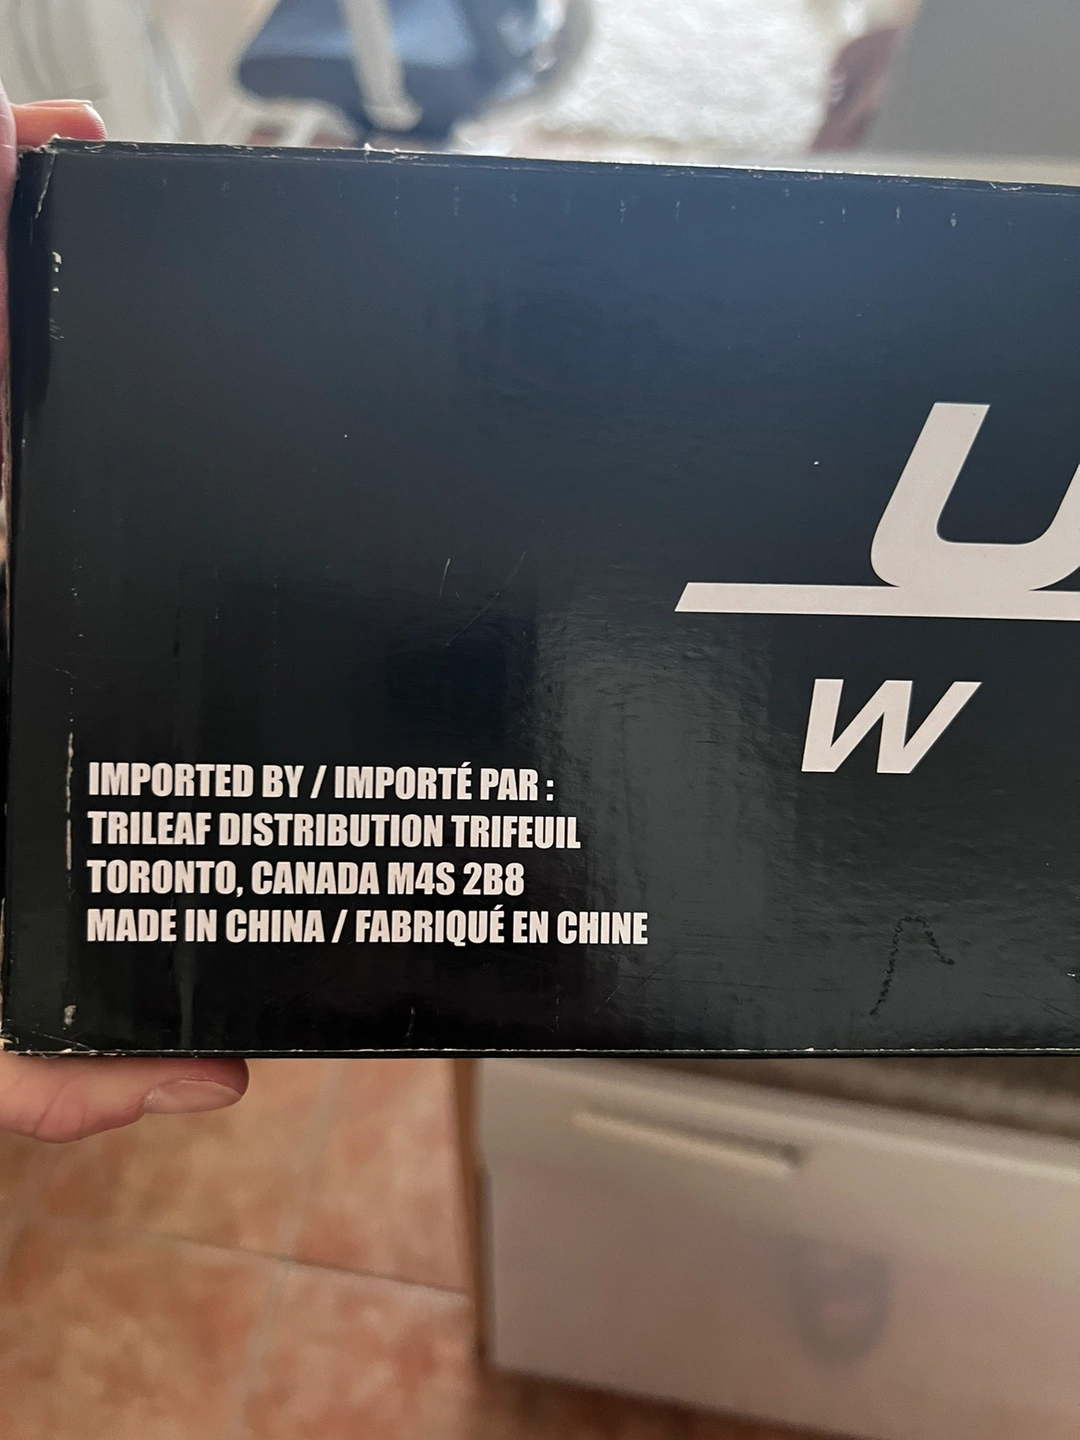 U
W
IMPORTED BY / IMPORTÉ PAR :
TRILEAF DISTRIBUTION TRIFEUIL
TORONTO, CANADA M4S 2B8
MADE IN CHINA / FABRIQUÉ EN CHINE